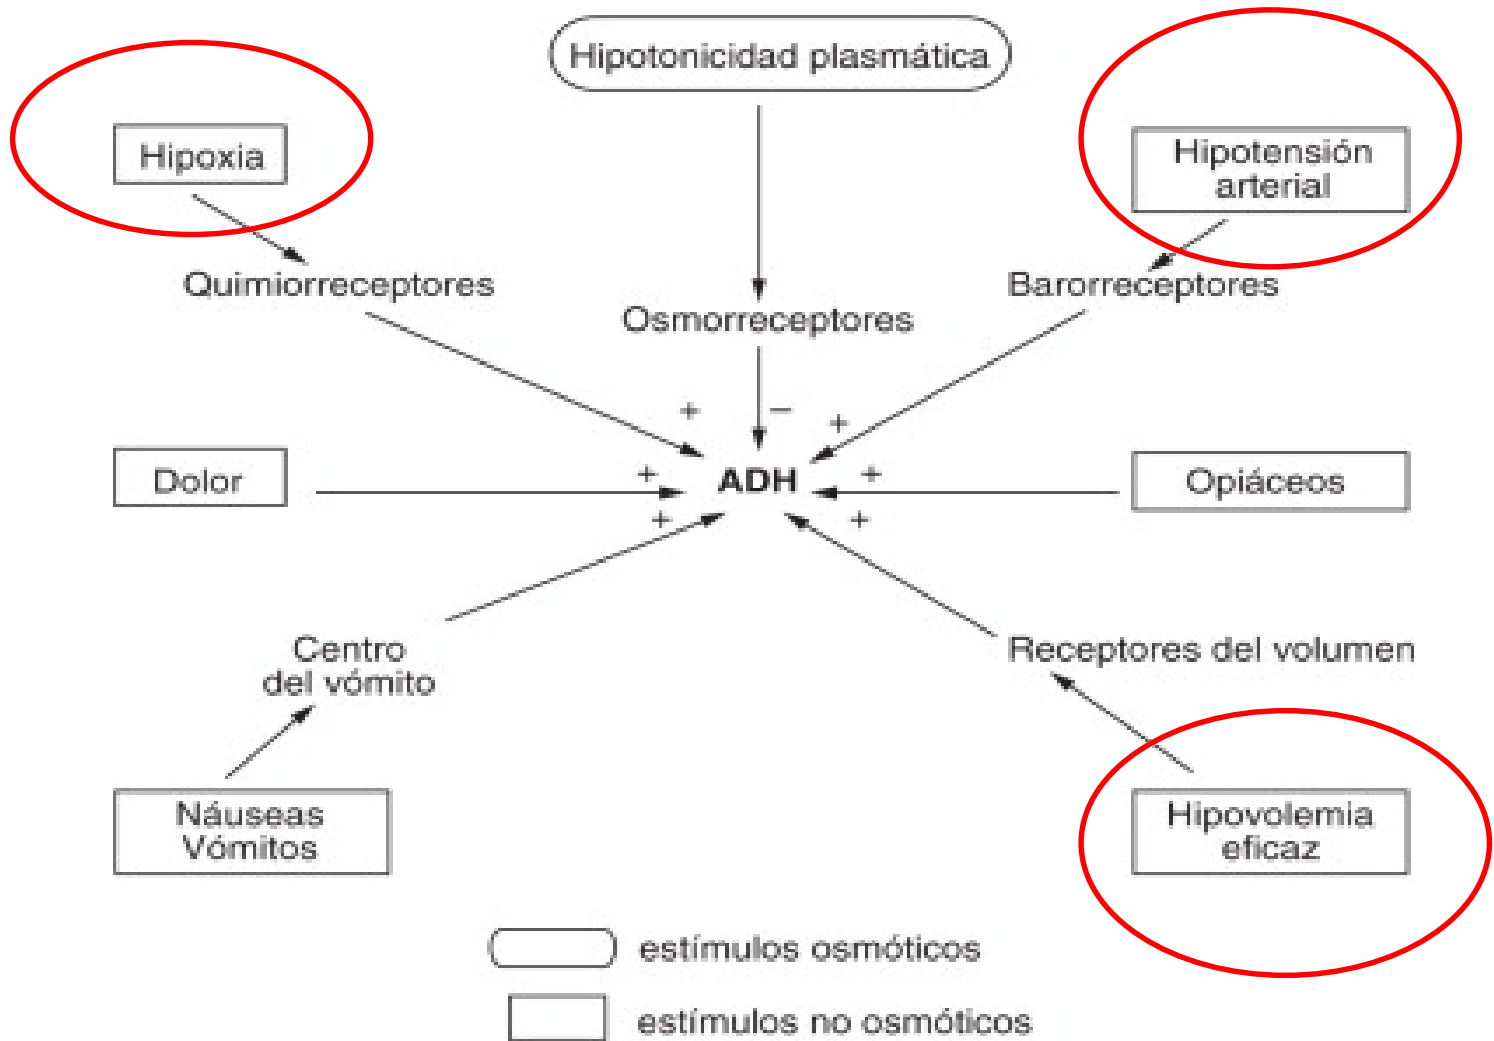 Hipotonicidad plasmática
Hipoxia
Hipotensión
arterial
Quimiorreceptores
Barorreceptores
Osmorreceptores
+
−
+
Dolor
+
ADH
+
Opiáceos
+
+
Centro
del vómito
Receptores del volumen
Náuseas
Vómitos
Hipovolemia
eficaz
estímulos osmóticos
estímulos no osmóticos